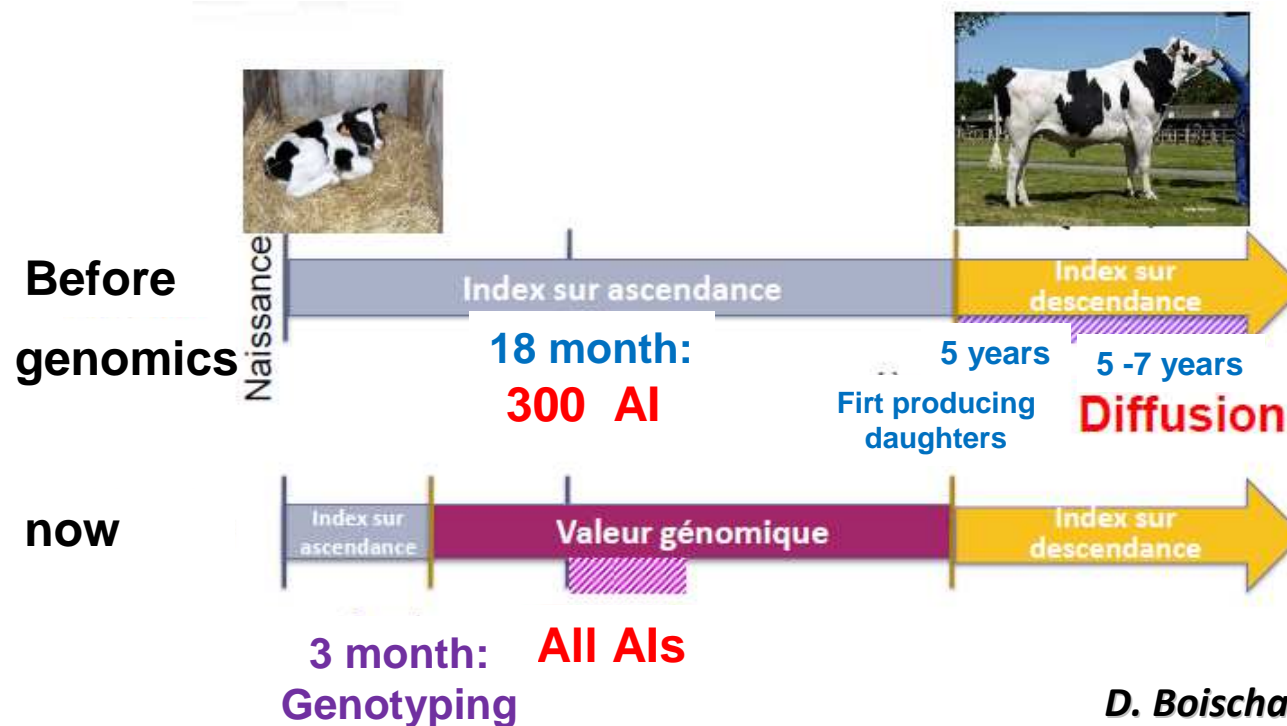 Before
genomics
Naissance
Index sur ascendance
Index sur
descendance
18 month:
300 AI
5 years
Firt producing
daughters
5 -7 years
Diffusion
now
Index sur
ascendance
Valeur génomique
Index sur
descendance
3 month:
Genotyping
All AIs
D. Boischa